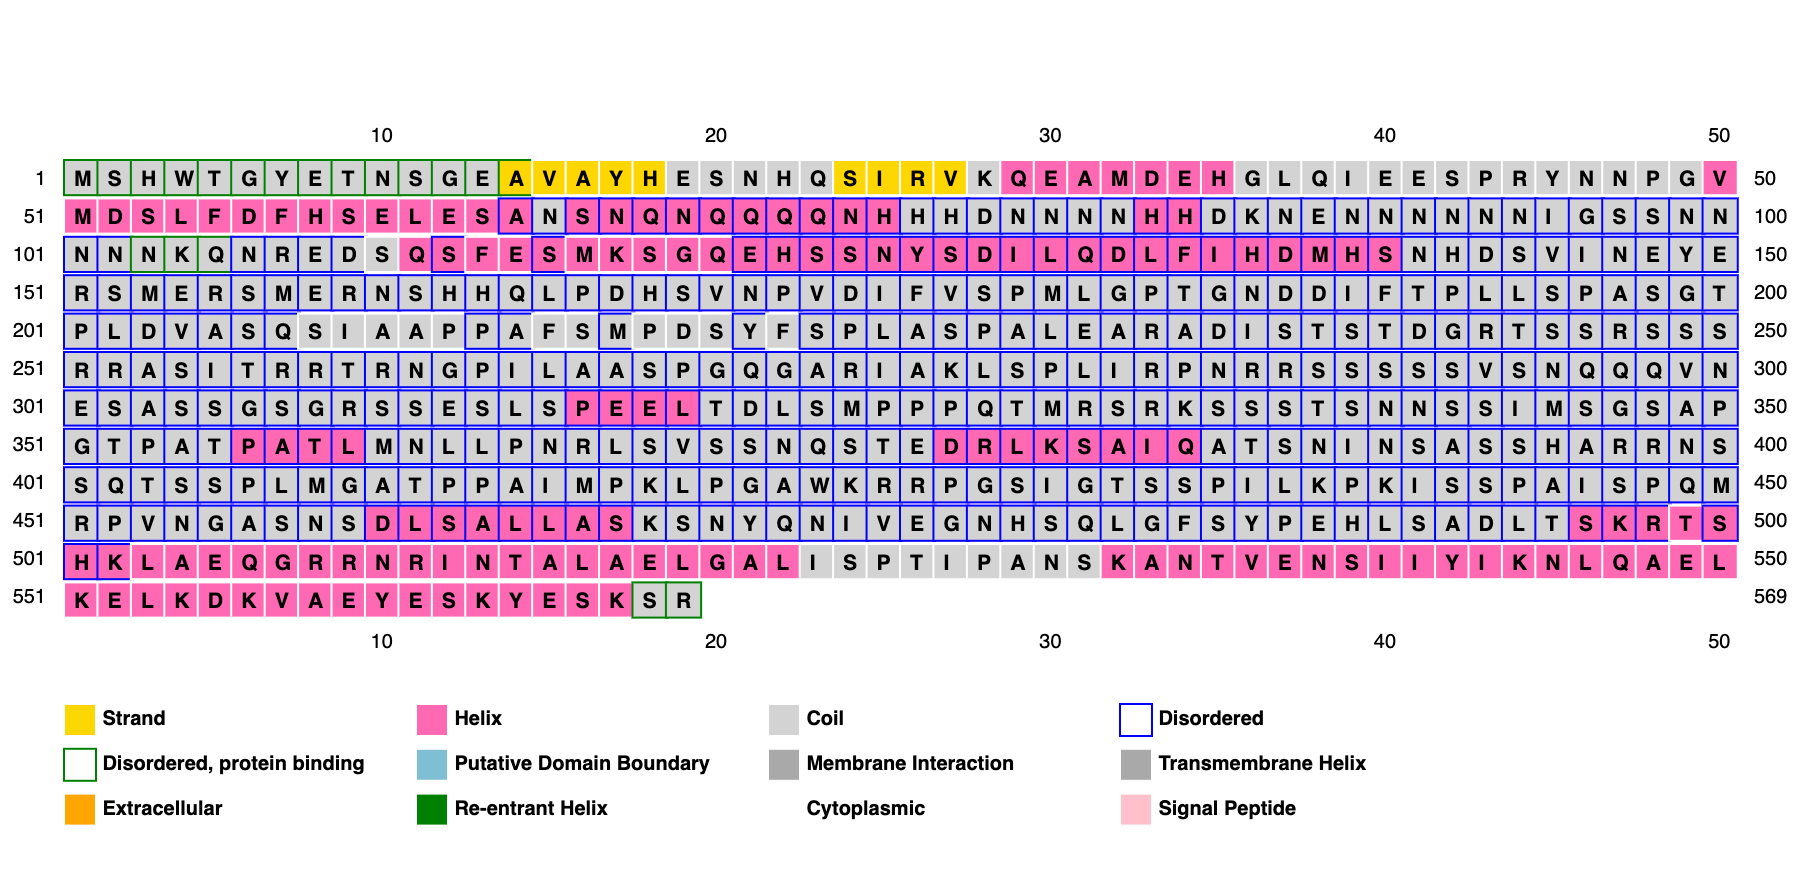 10 20 30 40 50
1 M S H W T G Y E T N S G E A V A Y H E S N H Q S I R V K Q E A M D E H G L Q I E E S P R Y N N P G V 50
51 M D S L F D F H S E L E S A N S N Q N Q Q Q Q N H H H D N N N N H H D K N E N N N N N N I G S S N N 100
101 N N N K Q N R E D S Q S F E S M K S G Q E H S S N Y S D I L Q D L F I H D M H S N H D S V I N E Y E 150
151 R S M E R S M E R N S H H Q L P D H S V N P V D I F V S P M L G P T G N D D I F T P L L S P A S G T 200
201 P L D V A S Q S I A A P P A F S M P D S Y F S P L A S P A L E A R A D I S T S T D G R T S S R S S S 250
251 R R A S I T R R T R N G P I L A A S P G Q G A R I A K L S P L I R P N R R S S S S S V S N Q Q Q V N 300
301 E S A S S G S G R S S E S L S P E E L T D L S M P P P Q T M R S R K S S S T S N N S S I M S G S A P 350
351 G T P A T P A T L M N L L P N R L S V S S N Q S T E D R L K S A I Q A T S N I N S A S S H A R R N S 400
401 S Q T S S P L M G A T P P A I M P K L P G A W K R R P G S I G T S S P I L K P K I S S P A I S P Q M 450
451 R P V N G A S N S D L S A L L A S K S N Y Q N I V E G N H S Q L G F S Y P E H L S A D L T S K R T S 500
501 H K L A E Q G R R N R I N T A L A E L G A L I S P T I P A N S K A N T V E N S I I Y I K N L Q A E L 550
551 K E L K D K V A E Y E S K Y E S K S R 569
10 20 30 40 50
Strand Helix Coil Disordered
Disordered, protein binding Putative Domain Boundary Membrane Interaction Transmembrane Helix
Extracellular Re-entrant Helix Cytoplasmic Signal Peptide